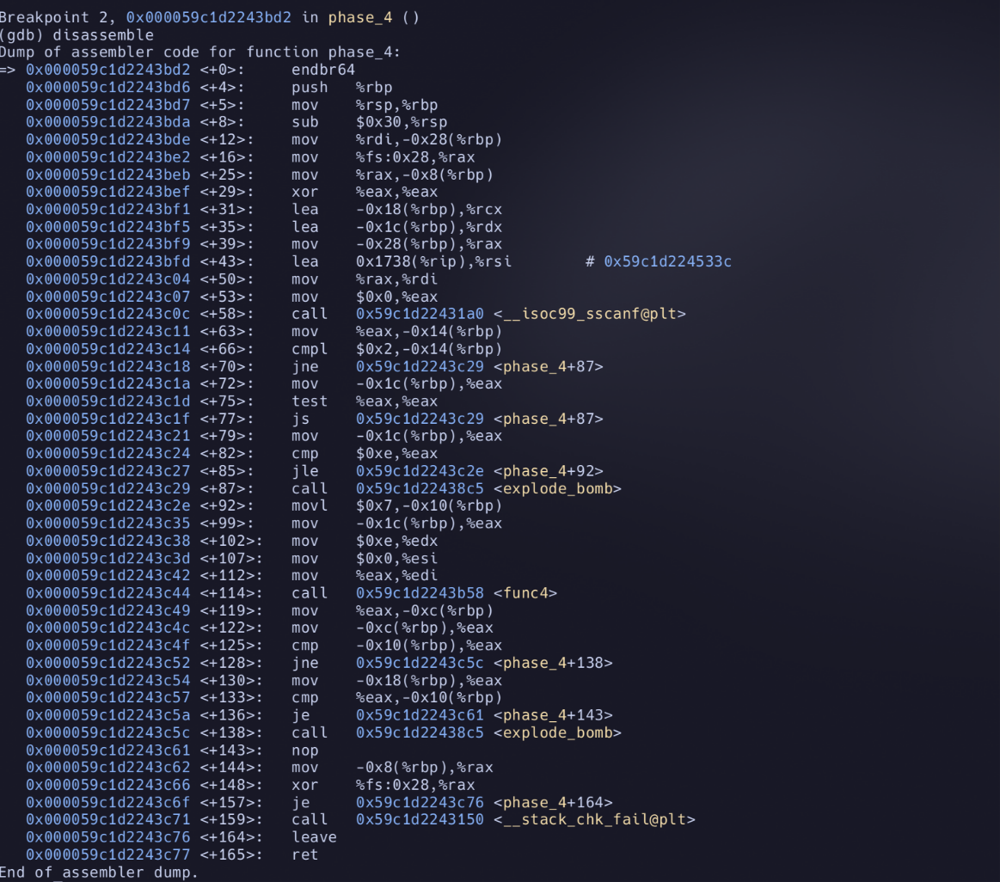 Breakpoint 2, 0x000059c1d2243bd2 in phase_4 ()
(gdb) disassemble
Dump of assembler code for function phase_4:
=> 0x000059c1d2243bd2 <+0>:     endbr64
   0x000059c1d2243bd6 <+4>:     push   %rbp
   0x000059c1d2243bd7 <+5>:     mov    %rsp,%rbp
   0x000059c1d2243bda <+8>:     sub    $0x30,%rsp
   0x000059c1d2243bde <+12>:    mov    %rdi,-0x28(%rbp)
   0x000059c1d2243be2 <+16>:    mov    %fs:0x28,%rax
   0x000059c1d2243beb <+25>:    mov    %rax,-0x8(%rbp)
   0x000059c1d2243bef <+29>:    xor    %eax,%eax
   0x000059c1d2243bf1 <+31>:    lea    -0x18(%rbp),%rcx
   0x000059c1d2243bf5 <+35>:    lea    -0x1c(%rbp),%rdx
   0x000059c1d2243bf9 <+39>:    mov    -0x28(%rbp),%rax
   0x000059c1d2243bfd <+43>:    lea    0x1738(%rip),%rsi        # 0x59c1d224533c
   0x000059c1d2243c04 <+50>:    mov    %rax,%rdi
   0x000059c1d2243c07 <+53>:    mov    $0x0,%eax
   0x000059c1d2243c0c <+58>:    call   0x59c1d22431a0 <__isoc99_sscanf@plt>
   0x000059c1d2243c11 <+63>:    mov    %eax,-0x14(%rbp)
   0x000059c1d2243c14 <+66>:    cmpl   $0x2,-0x14(%rbp)
   0x000059c1d2243c18 <+70>:    jne    0x59c1d2243c29 <phase_4+87>
   0x000059c1d2243c1a <+72>:    mov    -0x1c(%rbp),%eax
   0x000059c1d2243c1d <+75>:    test   %eax,%eax
   0x000059c1d2243c1f <+77>:    js     0x59c1d2243c29 <phase_4+87>
   0x000059c1d2243c21 <+79>:    mov    -0x1c(%rbp),%eax
   0x000059c1d2243c24 <+82>:    cmp    $0xe,%eax
   0x000059c1d2243c27 <+85>:    jle    0x59c1d2243c2e <phase_4+92>
   0x000059c1d2243c29 <+87>:    call   0x59c1d22438c5 <explode_bomb>
   0x000059c1d2243c2e <+92>:    movl   $0x7,-0x10(%rbp)
   0x000059c1d2243c35 <+99>:    mov    -0x1c(%rbp),%eax
   0x000059c1d2243c38 <+102>:   mov    $0xe,%edx
   0x000059c1d2243c3d <+107>:   mov    $0x0,%esi
   0x000059c1d2243c42 <+112>:   mov    %eax,%edi
   0x000059c1d2243c44 <+114>:   call   0x59c1d2243b58 <func4>
   0x000059c1d2243c49 <+119>:   mov    %eax,-0xc(%rbp)
   0x000059c1d2243c4c <+122>:   mov    -0xc(%rbp),%eax
   0x000059c1d2243c4f <+125>:   cmp    -0x10(%rbp),%eax
   0x000059c1d2243c52 <+128>:   jne    0x59c1d2243c5c <phase_4+138>
   0x000059c1d2243c54 <+130>:   mov    -0x18(%rbp),%eax
   0x000059c1d2243c57 <+133>:   cmp    %eax,-0x10(%rbp)
   0x000059c1d2243c5a <+136>:   je     0x59c1d2243c61 <phase_4+143>
   0x000059c1d2243c5c <+138>:   call   0x59c1d22438c5 <explode_bomb>
   0x000059c1d2243c61 <+143>:   nop
   0x000059c1d2243c62 <+144>:   mov    -0x8(%rbp),%rax
   0x000059c1d2243c66 <+148>:   xor    %fs:0x28,%rax
   0x000059c1d2243c6f <+157>:   je     0x59c1d2243c76 <phase_4+164>
   0x000059c1d2243c71 <+159>:   call   0x59c1d2243150 <__stack_chk_fail@plt>
   0x000059c1d2243c76 <+164>:   leave
   0x000059c1d2243c77 <+165>:   ret
End of assembler dump.